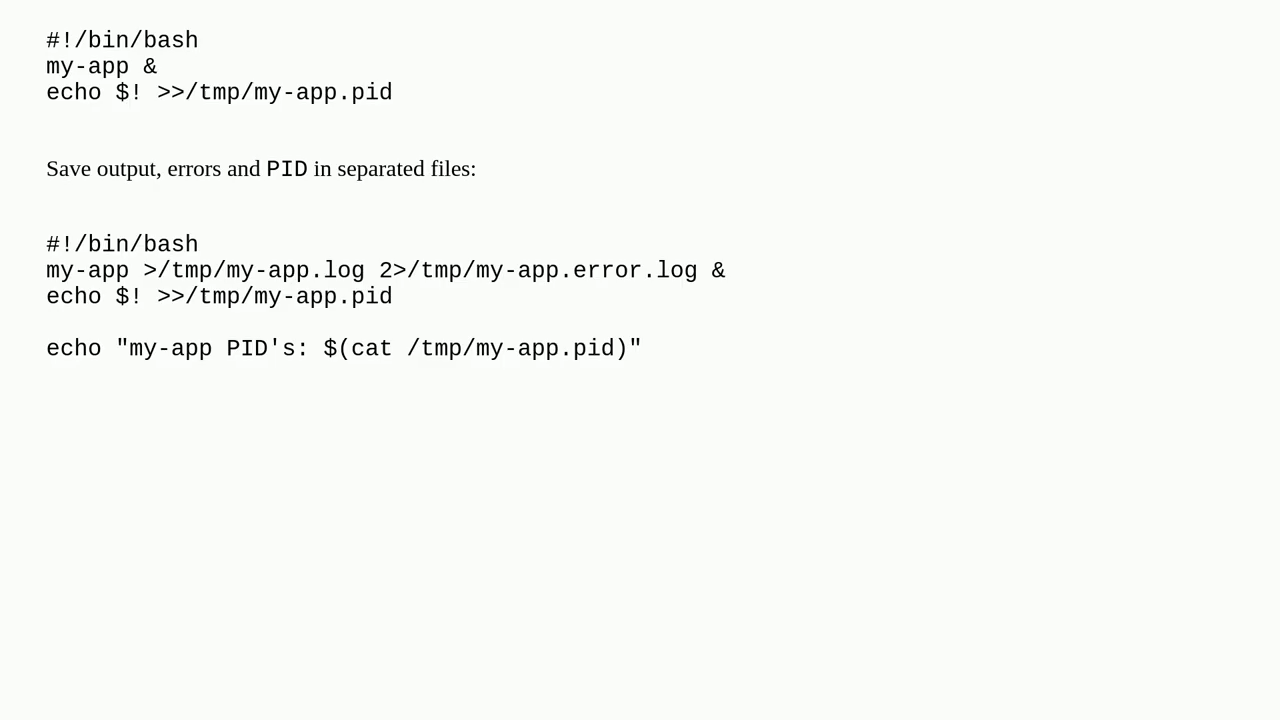 #!/bin/bash
my-app &
echo $! >>/tmp/my-app.pid
Save output, errors and PID in separated files:
#!/bin/bash
my-app >/tmp/my-app.log 2>/tmp/my-app.error.log &
echo $! >>/tmp/my-app.pid
echo "my-app PID's: $(cat /tmp/my-app.pid)"